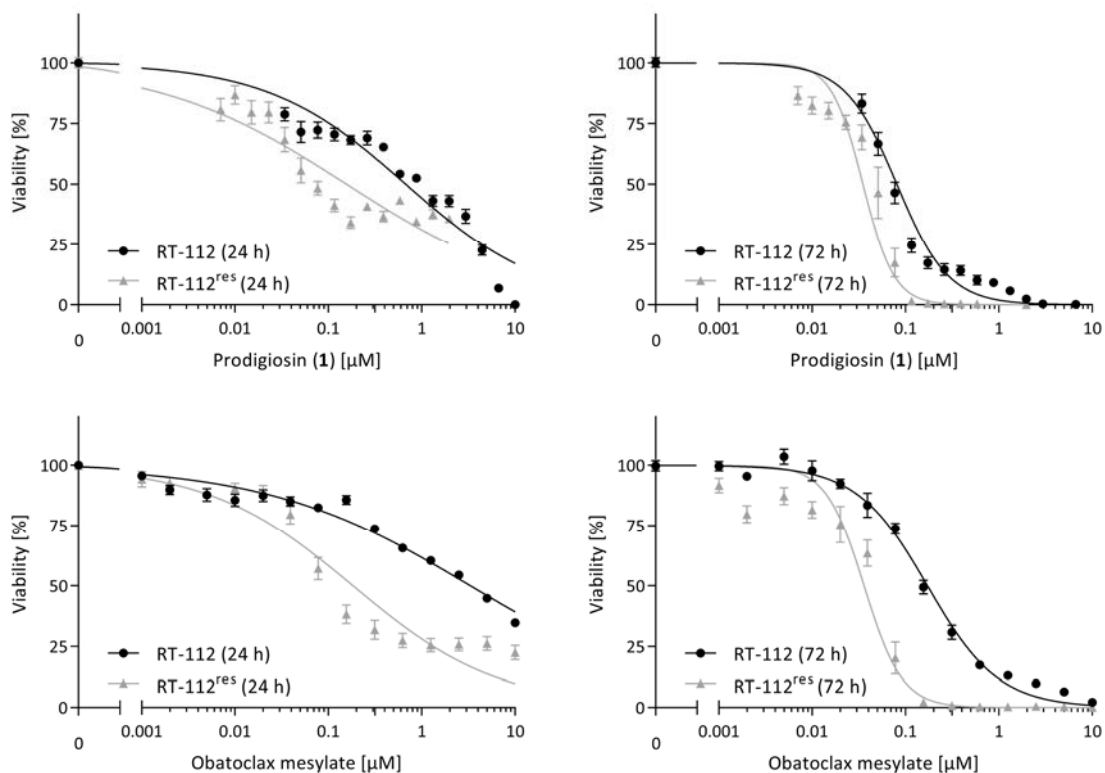 Viability [%]
100
75
50
25
0
RT-112 (24 h)
RT-112res (24 h)
0
0.001
0.01
0.1
1
10
Prodigiosin (1) [µM]
Viability [%]
100
75
50
25
0
RT-112 (72 h)
RT-112res (72 h)
0
0.001
0.01
0.1
1
10
Prodigiosin (1) [µM]
Viability [%]
100
75
50
25
0
RT-112 (24 h)
RT-112res (24 h)
0
0.001
0.01
0.1
1
10
Obatoclax mesylate [µM]
Viability [%]
100
75
50
25
0
RT-112 (72 h)
RT-112res (72 h)
0
0.001
0.01
0.1
1
10
Obatoclax mesylate [µM]